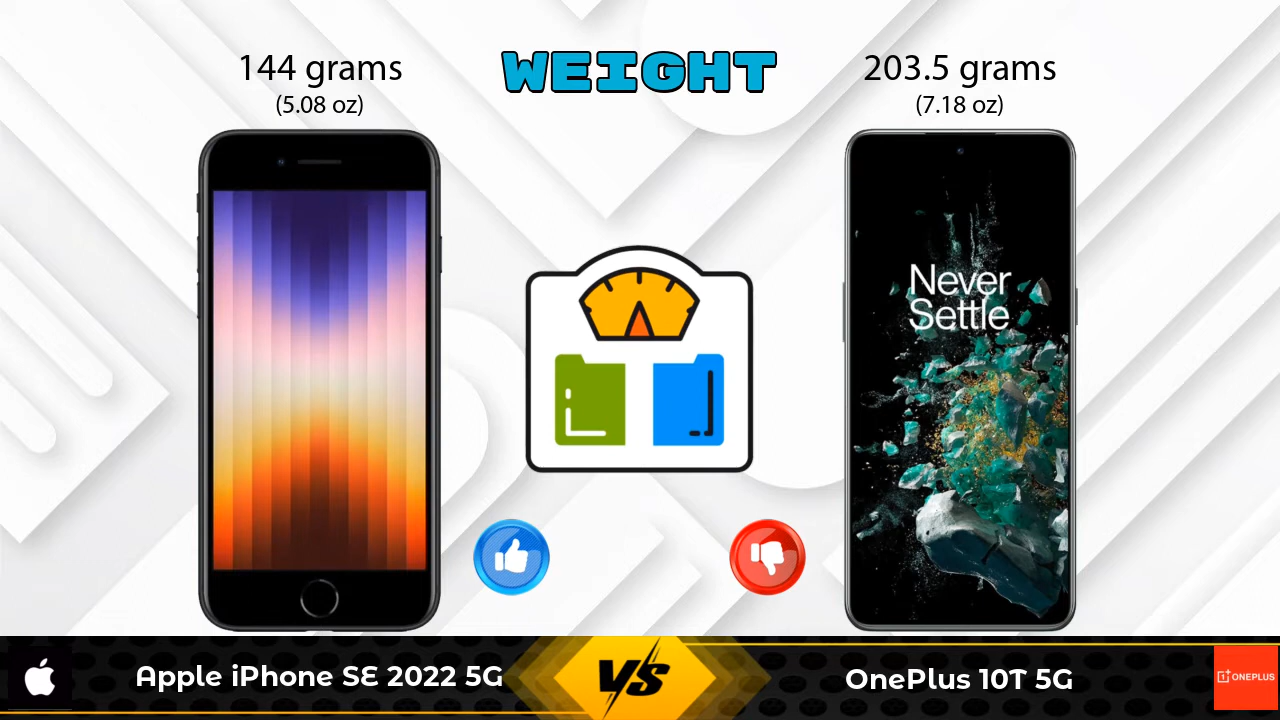 WEIGHT
144 grams
(5.08 oz)
203.5 grams
(7.18 oz)
Never
Settle
Apple iPhone SE 2022 5G
VS
OnePlus 10T 5G
1+ ONEPLUS